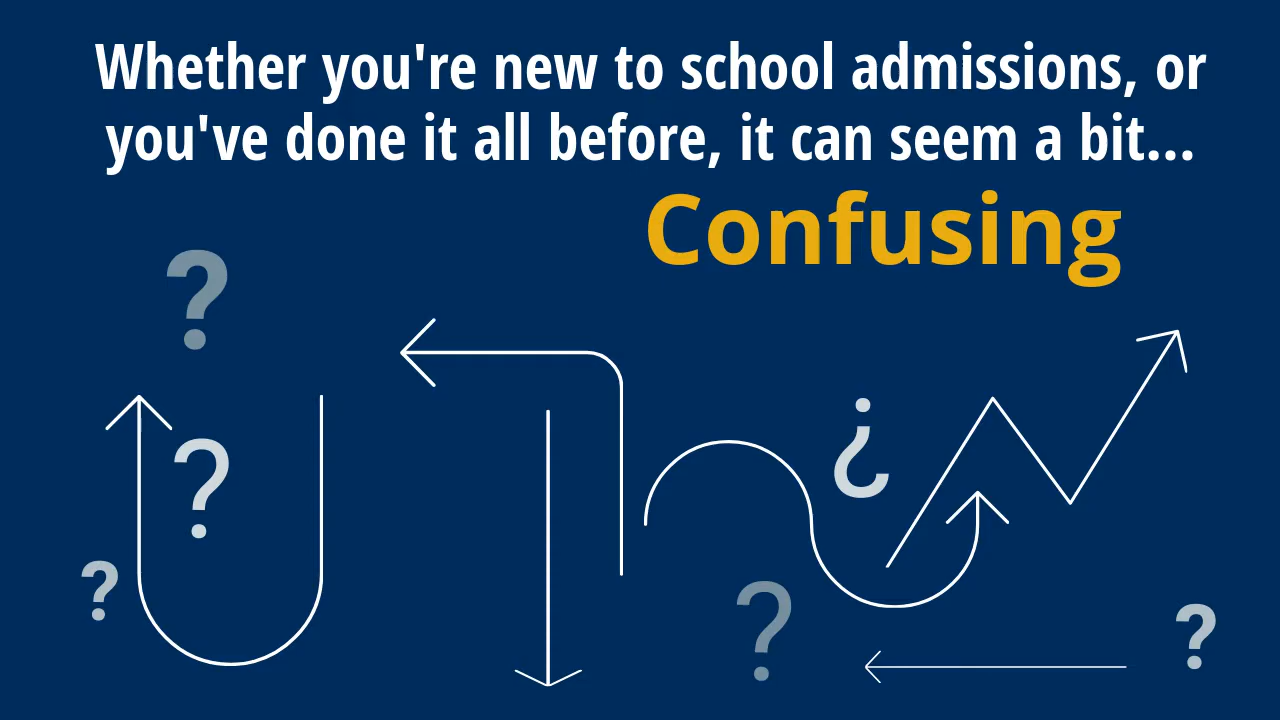 Whether you're new to school admissions, or
you've done it all before, it can seem a bit...
Confusing
?
?
¿
?
?
?